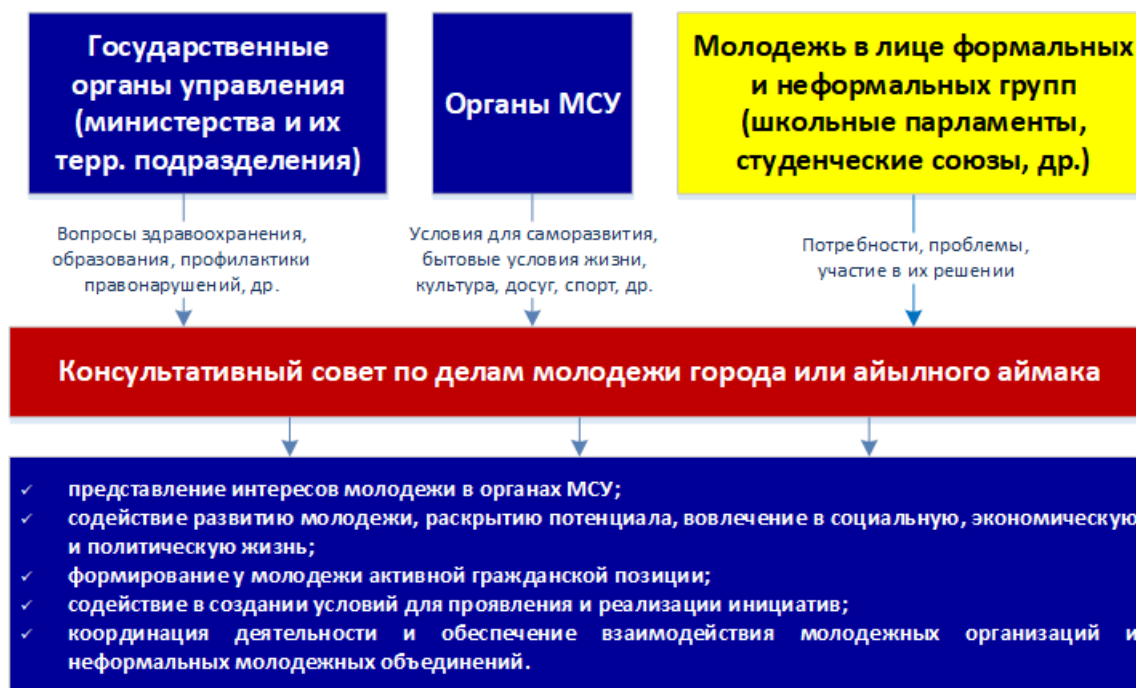 Государственные
органы управления
(министерства и их
терр. подразделения)
Органы МСУ
Молодежь в лице формальных
и неформальных групп
(школьные парламенты,
студенческие союзы, др.)
Вопросы здравоохранения,
образования, профилактики
правонарушений, др.
Условия для саморазвития,
бытовые условия жизни,
культура, досуг, спорт, др.
Потребности, проблемы,
участие в их решении
Консультативный совет по делам молодежи города или айылного аймака
✓ представление интересов молодежи в органах МСУ;
✓ содействие развитию молодежи, раскрытию потенциала, вовлечение в социальную, экономическую
и политическую жизнь;
✓ формирование у молодежи активной гражданской позиции;
✓ содействие в создании условий для проявления и реализации инициатив;
✓ координация деятельности и обеспечение взаимодействия молодежных организаций и
неформальных молодежных объединений.